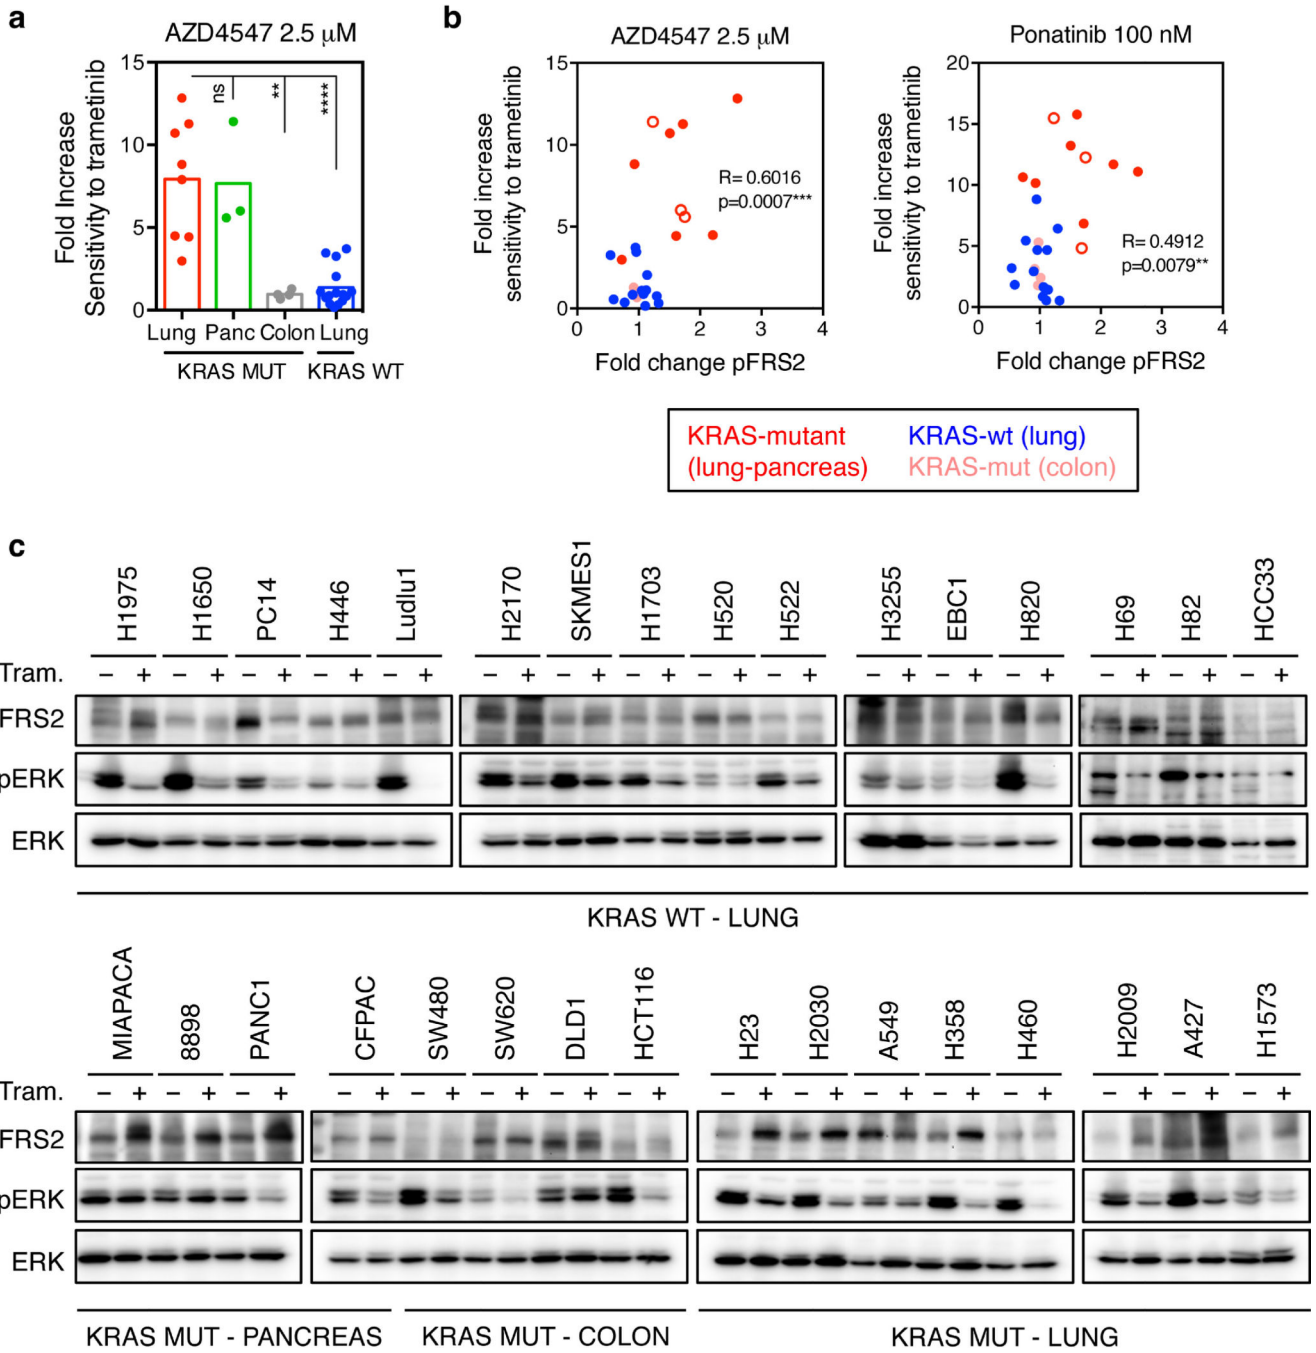 a
AZD4547 2.5 μM
Fold Increase
Sensitivity to trametinib
15
10
5
0
ns
**
****
Lung Panc Colon Lung
KRAS MUT KRAS WT
b
AZD4547 2.5 μM
Fold increase
sensitivity to trametinib
15
10
5
0
R= 0.6016
p=0.0007***
0 1 2 3 4
Fold change pFRS2
Ponatinib 100 nM
Fold increase
sensitivity to trametinib
20
15
10
5
0
R= 0.4912
p=0.0079**
0 1 2 3 4
Fold change pFRS2
KRAS-mutant
(lung-pancreas)
KRAS-wt (lung)
KRAS-mut (colon)
c
H1975 H1650 PC14 H446 Ludlu1 H2170 SKMES1 H1703 H520 H522 H3255 EBC1 H820 H69 H82 HCC33
Tram. – + – + – + – + – + – + – + – + – + – + – + – + – + – + – + – +
FRS2
pERK
ERK
KRAS WT - LUNG
MIAPACA 8898 PANC1 CFPAC SW480 SW620 DLD1 HCT116 H23 H2030 A549 H358 H460 H2009 A427 H1573
Tram. – + – + – + – + – + – + – + – + – + – + – + – + – + – + – + – +
FRS2
pERK
ERK
KRAS MUT - PANCREAS KRAS MUT - COLON KRAS MUT - LUNG